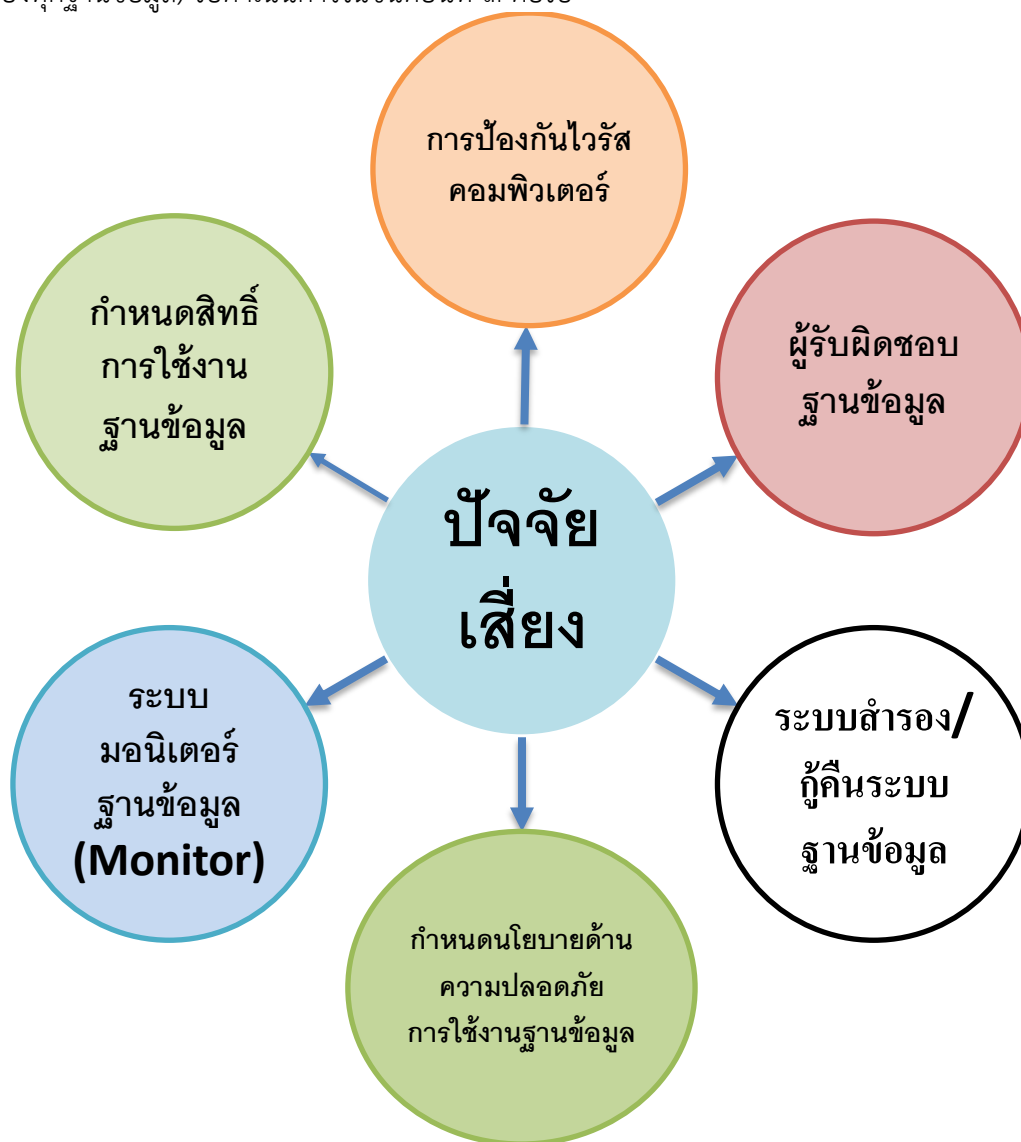 การป้องกันไวรัส
คอมพิวเตอร์
กำหนดสิทธิ์
การใช้งาน
ฐานข้อมูล
ผู้รับผิดชอบ
ฐานข้อมูล
ปัจจัย
เสี่ยง
ระบบ
มอนิเตอร์
ฐานข้อมูล
(Monitor)
ระบบสำรอง/
กู้คืนระบบ
ฐานข้อมูล
กำหนดนโยบายด้าน
ความปลอดภัย
การใช้งานฐานข้อมูล